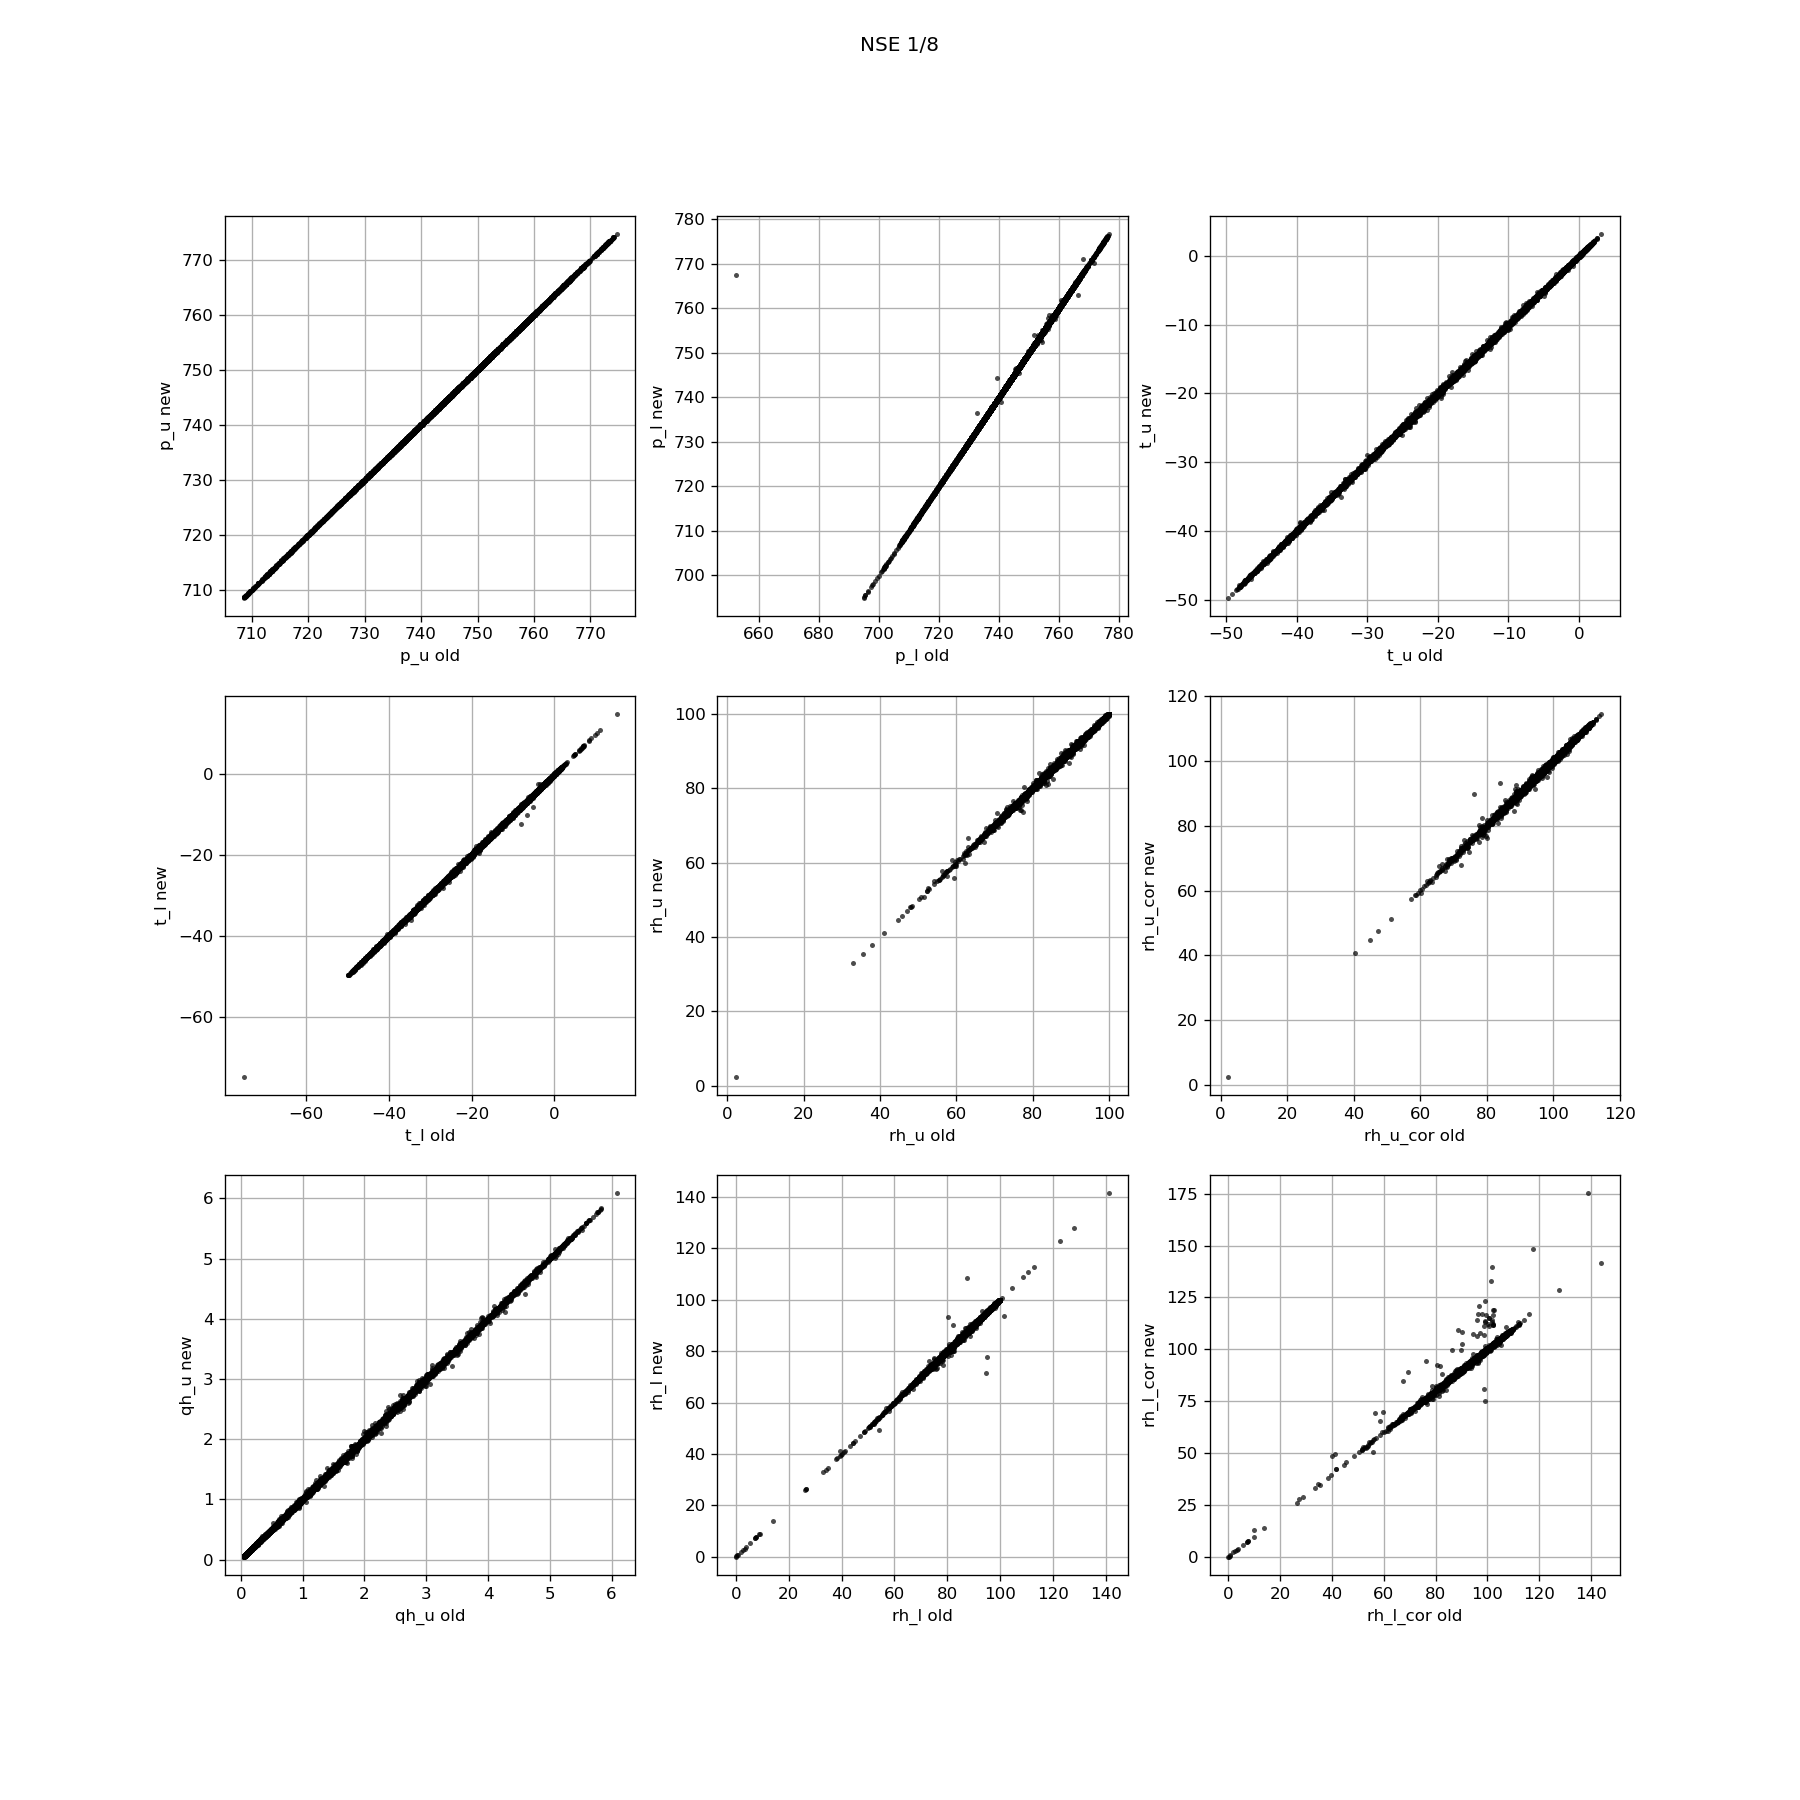 NSE 1/8
770
760
750
740
730
720
710
p_u new
710 720 730 740 750 760 770
p_u old
780
770
760
750
740
730
720
710
700
p_l new
660 680 700 720 740 760 780
p_l old
0
−10
−20
−30
−40
−50
t_u new
−50 −40 −30 −20 −10 0
t_u old
0
−20
−40
−60
t_l new
−60 −40 −20 0
t_l old
100
80
60
40
20
0
rh_u new
0 20 40 60 80 100
rh_u old
120
100
80
60
40
20
0
rh_u_cor new
0 20 40 60 80 100 120
rh_u_cor old
6
5
4
3
2
1
0
qh_u new
0 1 2 3 4 5 6
qh_u old
140
120
100
80
60
40
20
0
rh_l new
0 20 40 60 80 100 120 140
rh_l old
175
150
125
100
75
50
25
0
rh_l_cor new
0 20 40 60 80 100 120 140
rh_l_cor old